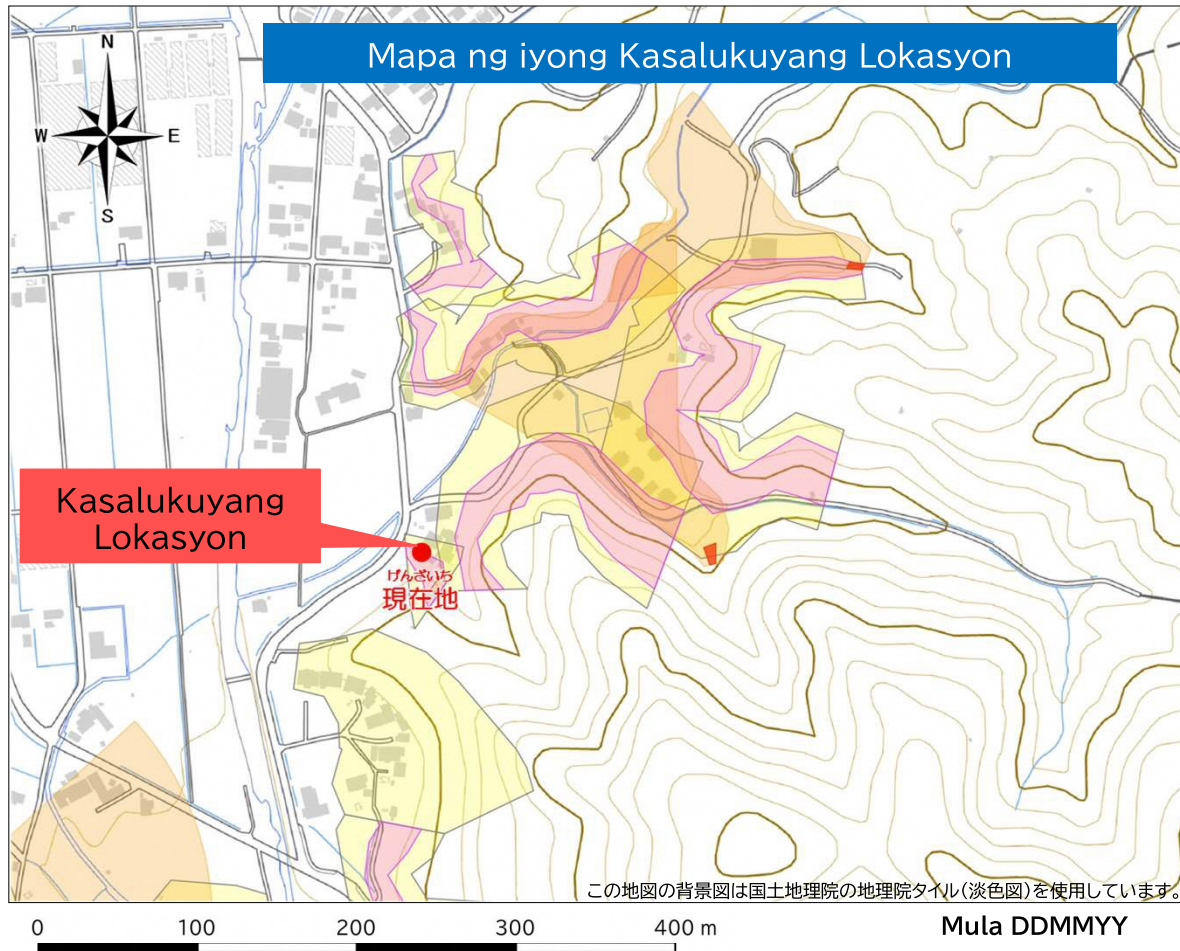 Mapa ng iyong Kasalukuyang Lokasyon
N
W
E
S
Kasalukuyang
Lokasyon
げんざいち
現在地
この地図の背景図は国土地理院の地理院タイル(淡色図)を使用しています。
0 100 200 300 400 m
Mula DDMMYY